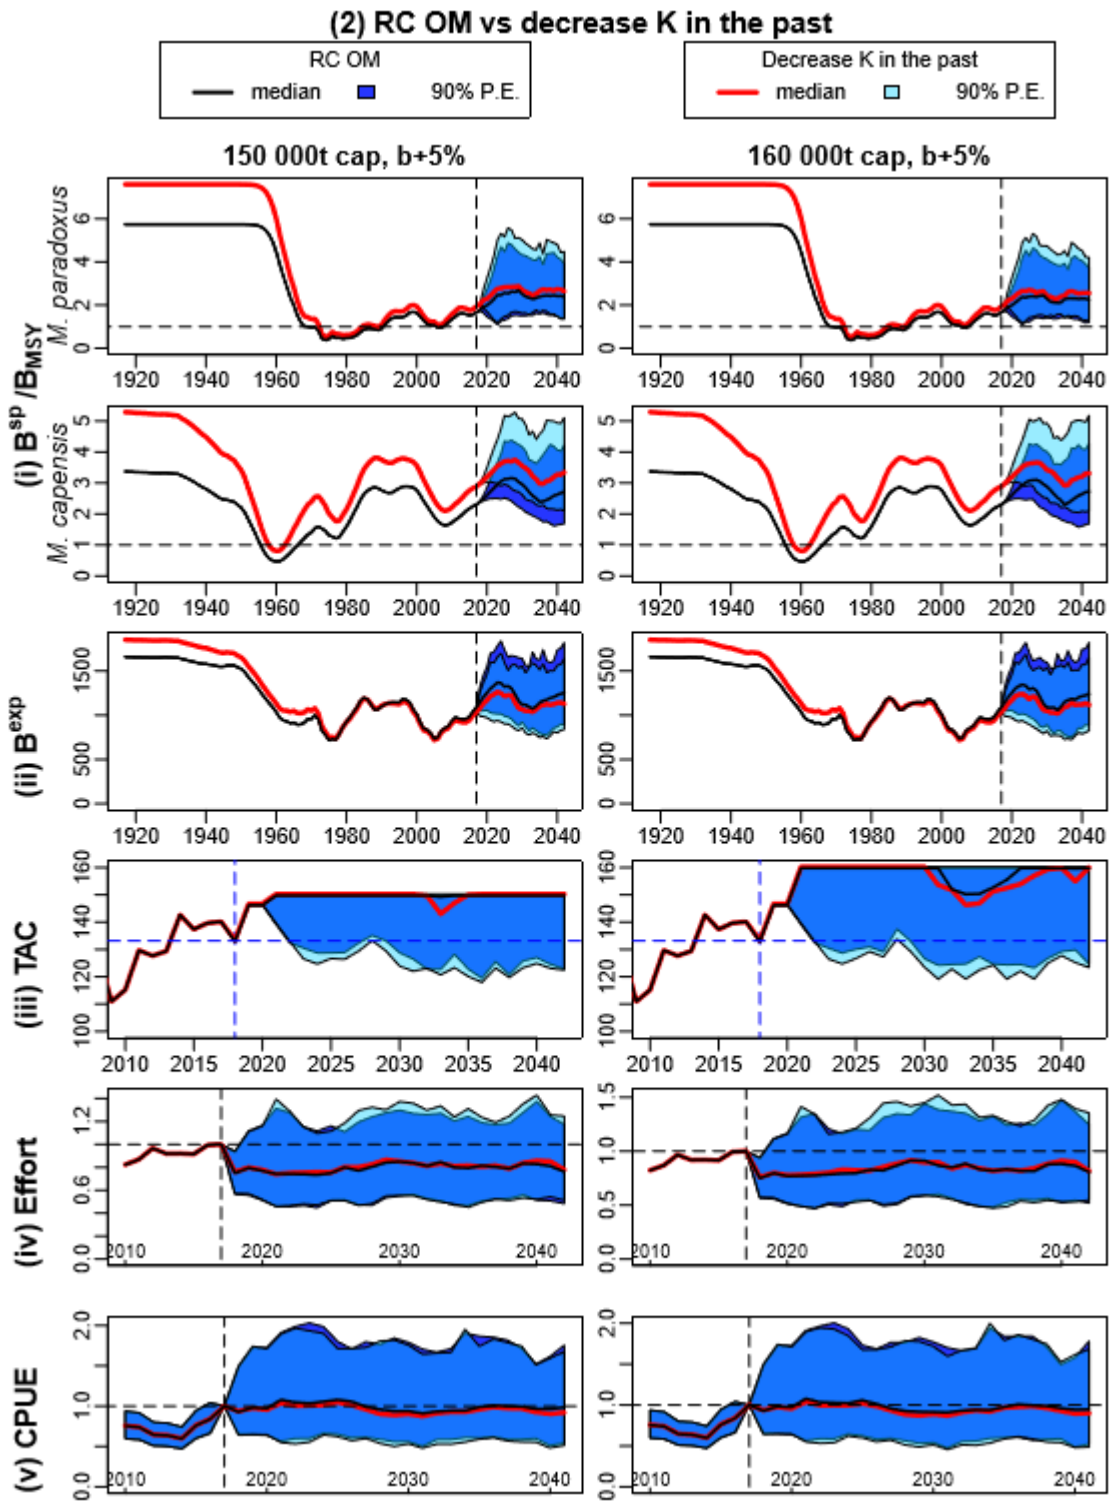 (2) RC OM vs decrease K in the past
RC OM
median 90% P.E.
Decrease K in the past
median 90% P.E.
150 000t cap, b+5%
160 000t cap, b+5%
(i) Bsp/BMSY
M. paradoxus
0 2 4 6
1920 1940 1960 1980 2000 2020 2040
1920 1940 1960 1980 2000 2020 2040
M. capensis
0 1 2 3 4 5
0 1 2 3 4 5
1920 1940 1960 1980 2000 2020 2040
1920 1940 1960 1980 2000 2020 2040
(ii) Bexp
0 500 1500
0 500 1500
1920 1940 1960 1980 2000 2020 2040
1920 1940 1960 1980 2000 2020 2040
(iii) TAC
100 120 140 160
100 120 140 160
2010 2015 2020 2025 2030 2035 2040
2010 2015 2020 2025 2030 2035 2040
(iv) Effort
0.0 0.6 1.2
0.0 0.5 1.0 1.5
2010 2020 2030 2040
2010 2020 2030 2040
(v) CPUE
0.0 1.0 2.0
0.0 1.0 2.0
2010 2020 2030 2040
2010 2020 2030 2040